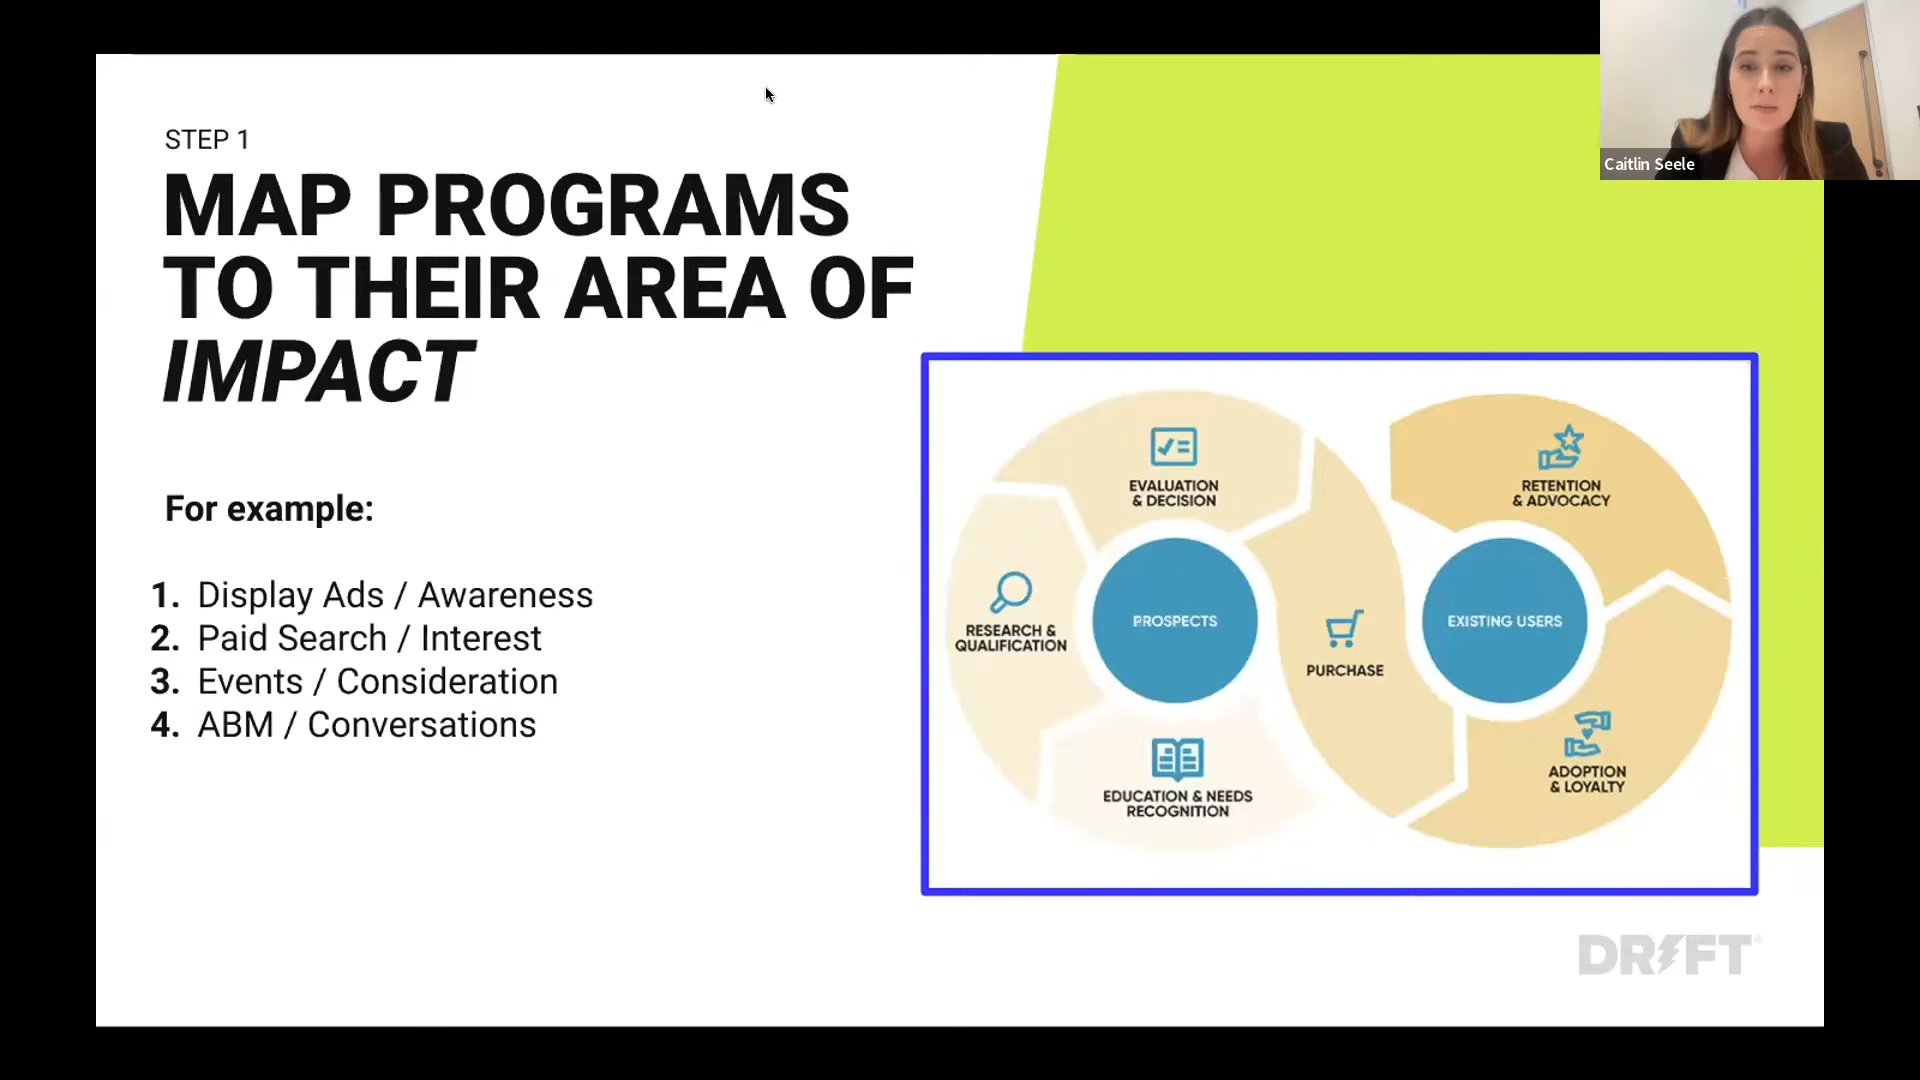 STEP 1
MAP PROGRAMS
TO THEIR AREA OF
IMPACT
For example:
1. Display Ads / Awareness
2. Paid Search / Interest
3. Events / Consideration
4. ABM / Conversations
EVALUATION
& DECISION
RESEARCH &
QUALIFICATION
PROSPECTS
EDUCATION & NEEDS
RECOGNITION
PURCHASE
RETENTION
& ADVOCACY
EXISTING USERS
ADOPTION
& LOYALTY
DRIFT
Caitlin Seele